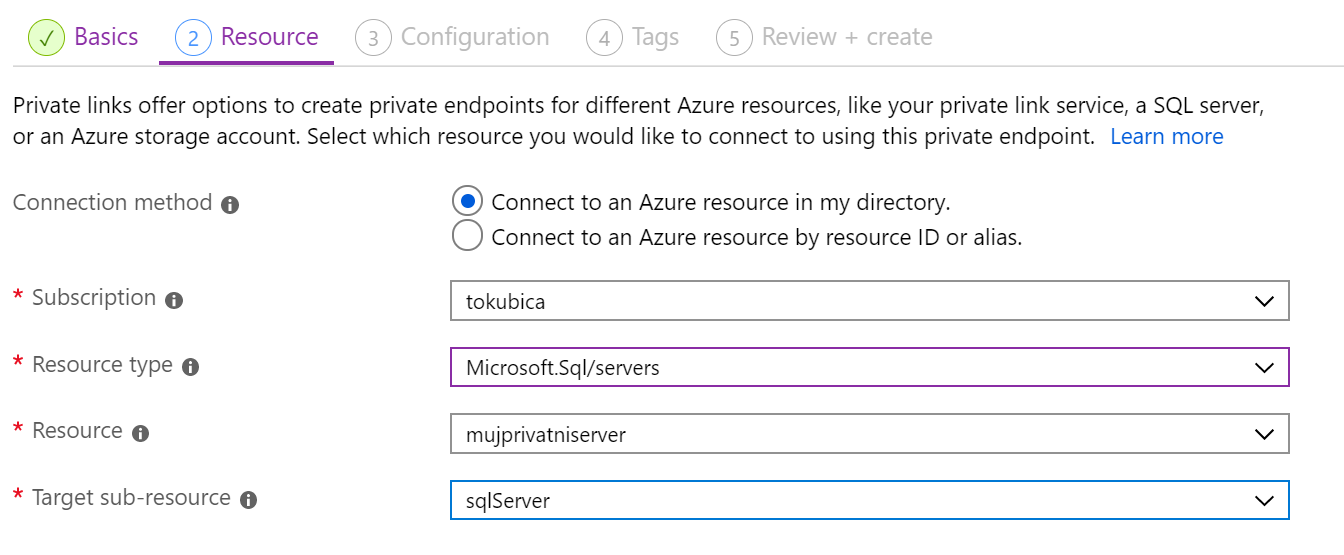 ✓ Basics 2 Resource 3 Configuration 4 Tags 5 Review + create
Private links offer options to create private endpoints for different Azure resources, like your private link service, a SQL server,
or an Azure storage account. Select which resource you would like to connect to using this private endpoint. Learn more
Connection method i Connect to an Azure resource in my directory.
Connect to an Azure resource by resource ID or alias.
* Subscription i tokubica
* Resource type i Microsoft.Sql/servers
* Resource i mujprivatniserver
* Target sub-resource i sqlServer